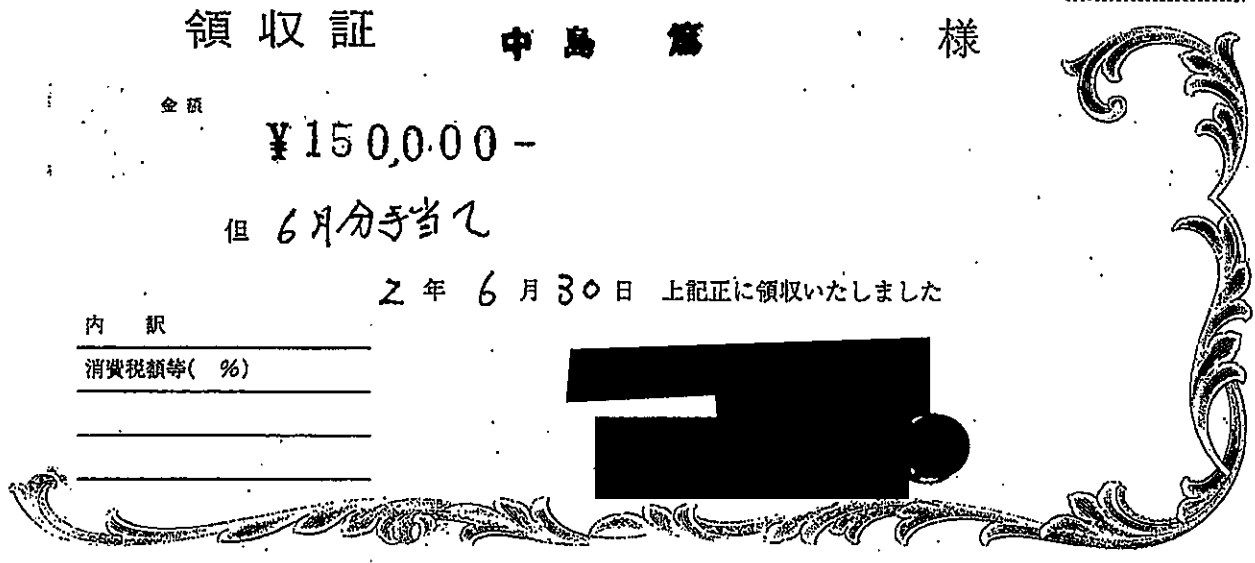 領収証 中島 篤 様
金額
¥150,000-
但 6月分手当て
2年 6月30日 上記正に領収いたしました
内 訳
消費税額等( %)